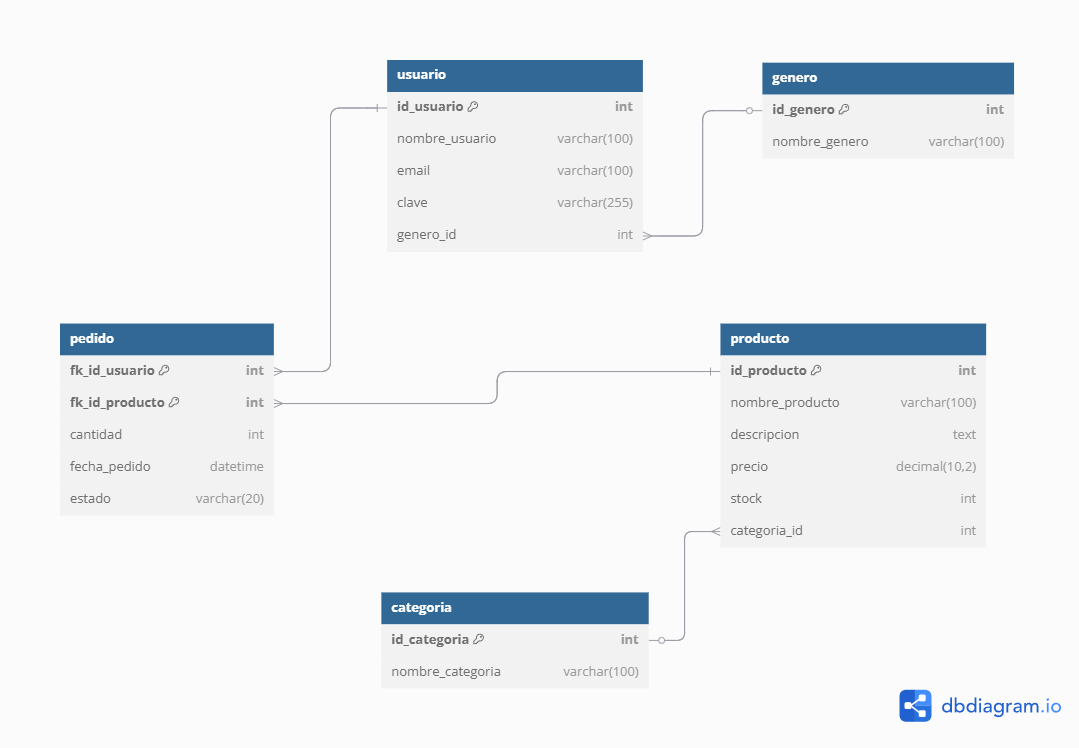 usuario
id_usuario int
nombre_usuario varchar(100)
email varchar(100)
clave varchar(255)
genero_id int
genero
id_genero int
nombre_genero varchar(100)
pedido
fk_id_usuario int
fk_id_producto int
cantidad int
fecha_pedido datetime
estado varchar(20)
producto
id_producto int
nombre_producto varchar(100)
descripcion text
precio decimal(10,2)
stock int
categoria_id int
categoria
id_categoria int
nombre_categoria varchar(100)
dbdiagram.io